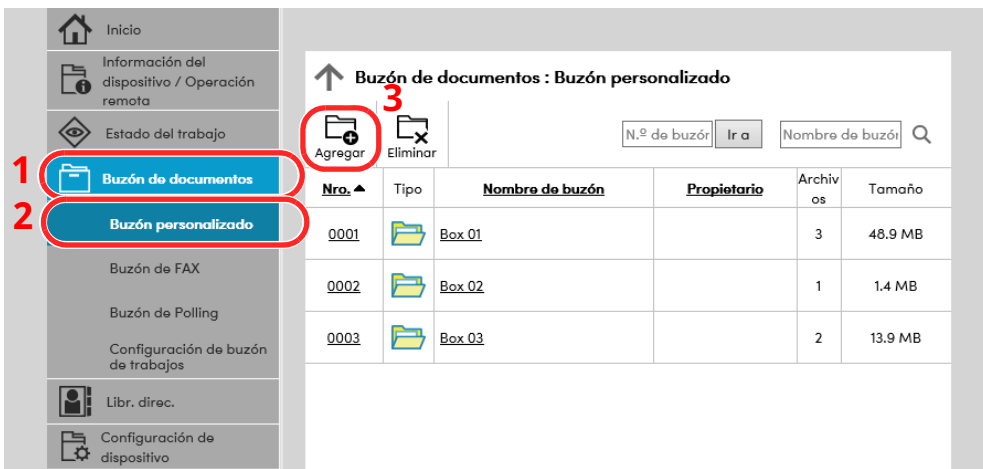 Inicio
Información del
dispositivo / Operación
remota
Estado del trabajo
1
Buzón de documentos
2
Buzón personalizado
Buzón de FAX
Buzón de Polling
Configuración de buzón
de trabajos
Libr. direc.
Configuración de
dispositivo
Buzón de documentos : Buzón personalizado
3
Agregar Eliminar N.º de buzón Ir a Nombre de buzón
Nro. Tipo Nombre de buzón Propietario Archiv Tamaño
os
0001 Box 01 3 48.9 MB
0002 Box 02 1 1.4 MB
0003 Box 03 2 13.9 MB